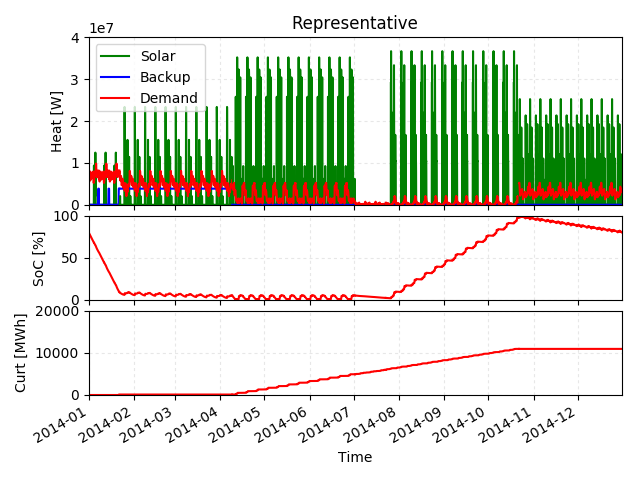 Representative
1e7
Heat [W]
4
3
2
1
0
Solar
Backup
Demand
SoC [%]
100
50
0
Curt [MWh]
20000
10000
0
2014-01
2014-02
2014-03
2014-04
2014-05
2014-06
2014-07
2014-08
2014-09
2014-10
2014-11
2014-12
Time